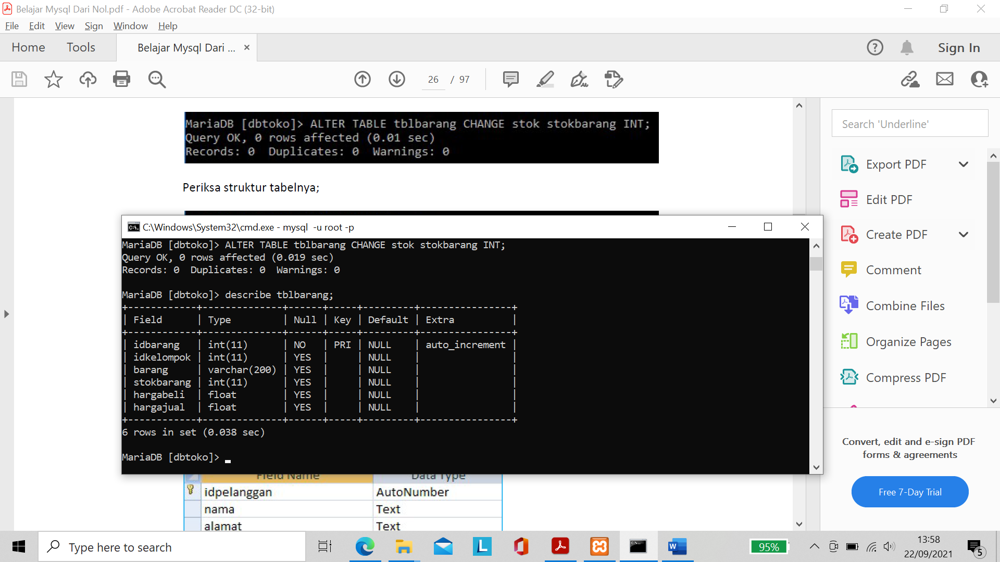 Belajar Mysql Dari Nol.pdf - Adobe Acrobat Reader DC (32-bit)
File Edit View Sign Window Help
Home Tools Belajar Mysql Dari ... × Sign In
26 / 97
MariaDB [dbtoko]> ALTER TABLE tblbarang CHANGE stok stokbarang INT;
Query OK, 0 rows affected (0.01 sec)
Records: 0  Duplicates: 0  Warnings: 0
Periksa struktur tabelnya;
C:\Windows\System32\cmd.exe - mysql  -u root -p
MariaDB [dbtoko]> ALTER TABLE tblbarang CHANGE stok stokbarang INT;
Query OK, 0 rows affected (0.019 sec)
Records: 0  Duplicates: 0  Warnings: 0
MariaDB [dbtoko]> describe tblbarang;
+------------+--------------+------+-----+---------+----------------+
| Field      | Type         | Null | Key | Default | Extra          |
+------------+--------------+------+-----+---------+----------------+
| idbarang   | int(11)      | NO   | PRI | NULL    | auto_increment |
| idkelompok | int(11)      | YES  |     | NULL    |                |
| barang     | varchar(200) | YES  |     | NULL    |                |
| stokbarang | int(11)      | YES  |     | NULL    |                |
| hargabeli  | float        | YES  |     | NULL    |                |
| hargajual  | float        | YES  |     | NULL    |                |
+------------+--------------+------+-----+---------+----------------+
6 rows in set (0.038 sec)
MariaDB [dbtoko]>
Field Name Data Type
idpelanggan AutoNumber
nama Text
alamat Text
Search 'Underline'
Export PDF
Edit PDF
Create PDF
Comment
Combine Files
Organize Pages
Compress PDF
Convert, edit and e-sign PDF
forms & agreements
Free 7-Day Trial
Type here to search
95%
13:58
22/09/2021
5